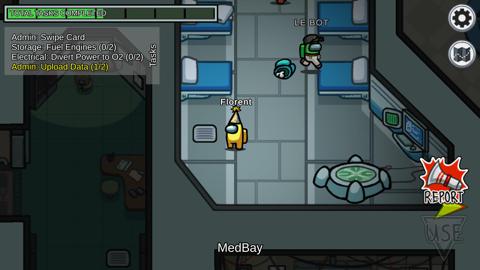 TOTAL TASKS COMPLETED
LE BOT
Admin: Swipe Card
Storage: Fuel Engines (0/2)
Electrical: Divert Power to O2 (0/2)
Admin: Upload Data (1/2)
Tasks
Florent
REPORT
USE
MedBay